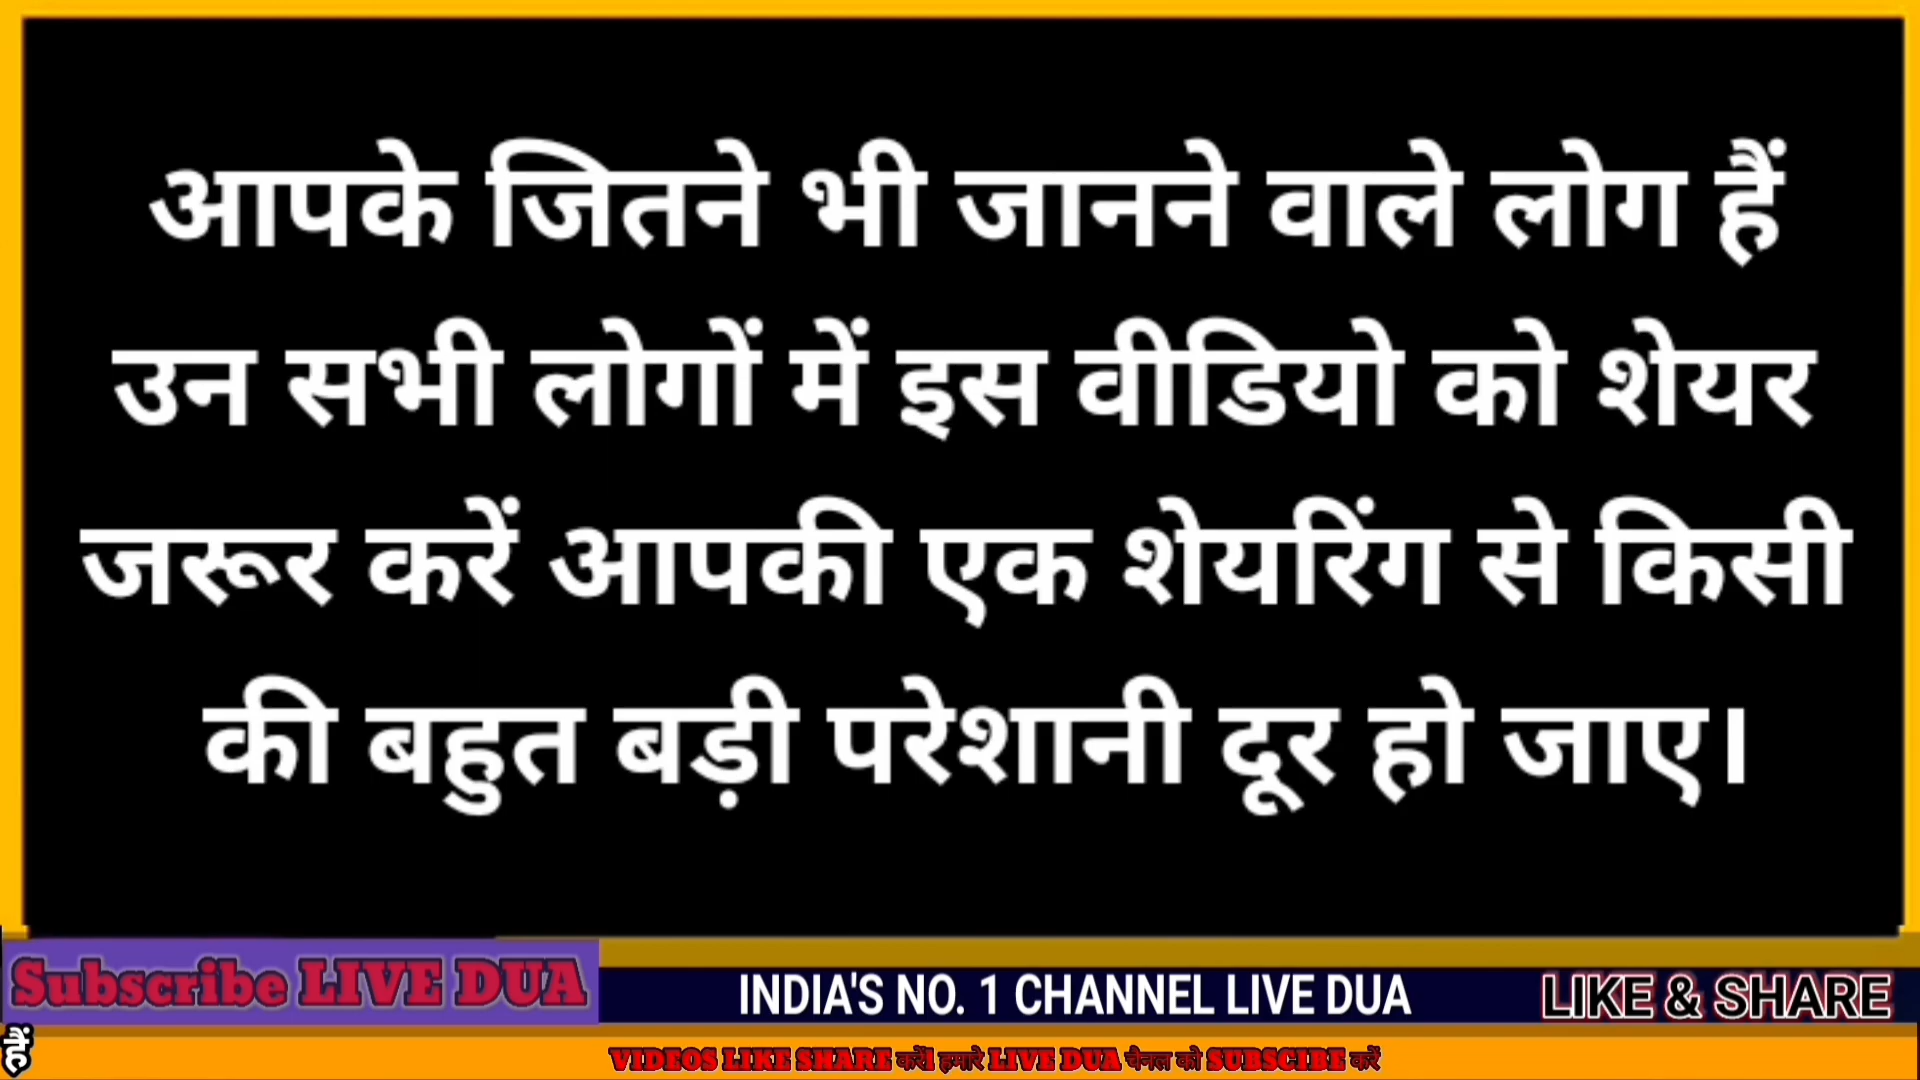 आपके जितने भी जानने वाले लोग हैं
उन सभी लोगों में इस वीडियो को शेयर
जरूर करें आपकी एक शेयरिंग से किसी
की बहुत बड़ी परेशानी दूर हो जाए।
Subscribe LIVE DUA
INDIA'S NO. 1 CHANNEL LIVE DUA
LIKE & SHARE
VIDEOS LIKE SHARE करें। हमारे LIVE DUA चैनल को SUBSCIBE करें